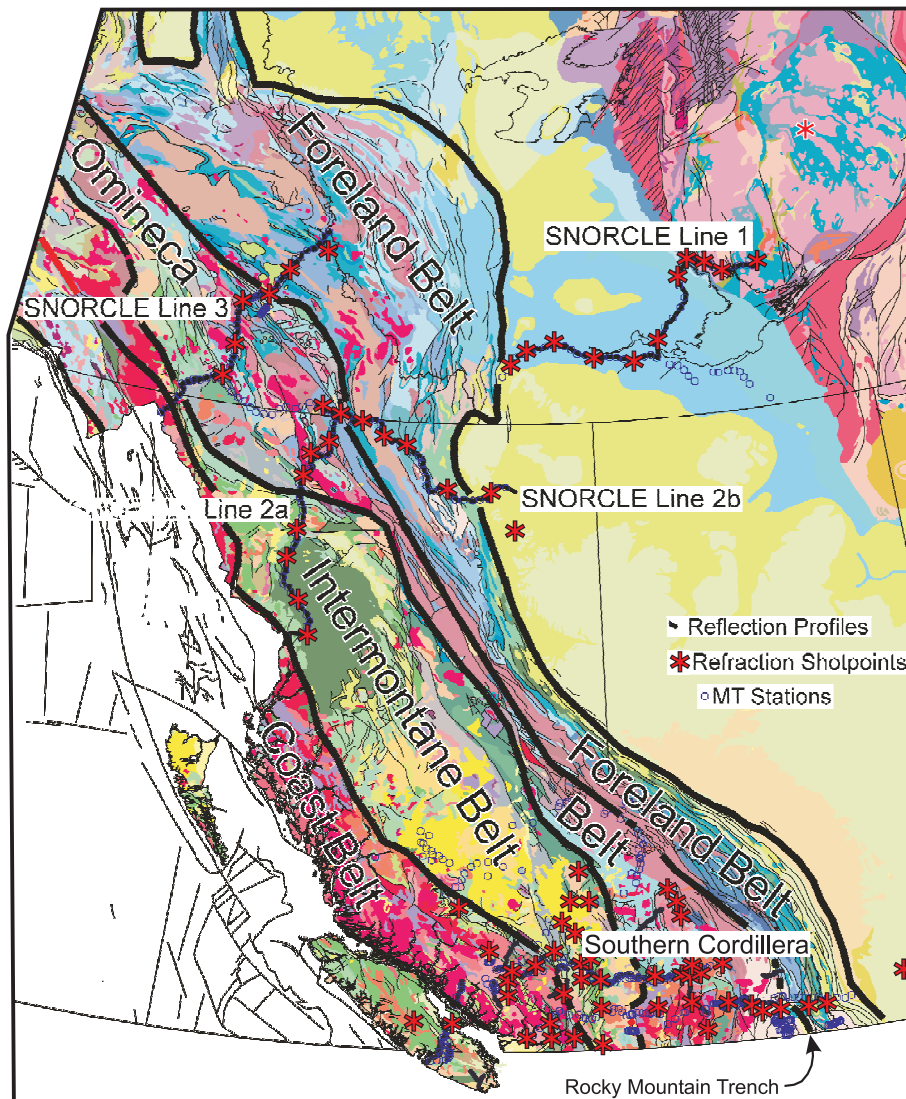 Foreland Belt
Omineca
SNORCLE Line 1
SNORCLE Line 3
SNORCLE Line 2b
Line 2a
Intermontane Belt
Reflection Profiles
Refraction Shotpoints
MT Stations
Coast Belt
Foreland Belt
Belt
Southern Cordillera
Rocky Mountain Trench